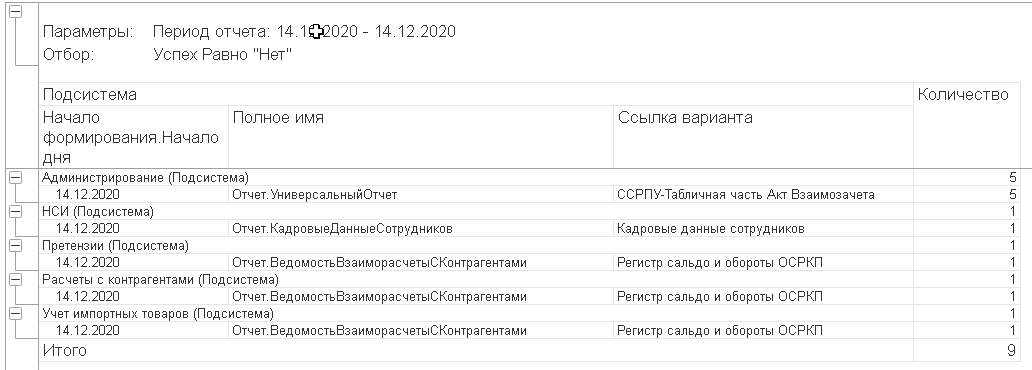 Параметры: Период отчета: 14.12.2020 - 14.12.2020
Отбор: Успех Равно "Нет"
Подсистема Количество
Начало формирования.Начало дня Полное имя Ссылка варианта
Администрирование (Подсистема) 5
14.12.2020 Отчет.УниверсальныйОтчет ССРПУ-Табличная часть Акт Взаимозачета 5
НСИ (Подсистема) 1
14.12.2020 Отчет.КадровыеДанныеСотрудников Кадровые данные сотрудников 1
Претензии (Подсистема) 1
14.12.2020 Отчет.ВедомостьВзаиморасчетыСКонтрагентами Регистр сальдо и обороты ОСРКП 1
Расчеты с контрагентами (Подсистема) 1
14.12.2020 Отчет.ВедомостьВзаиморасчетыСКонтрагентами Регистр сальдо и обороты ОСРКП 1
Учет импортных товаров (Подсистема) 1
14.12.2020 Отчет.ВедомостьВзаиморасчетыСКонтрагентами Регистр сальдо и обороты ОСРКП 1
Итого 9